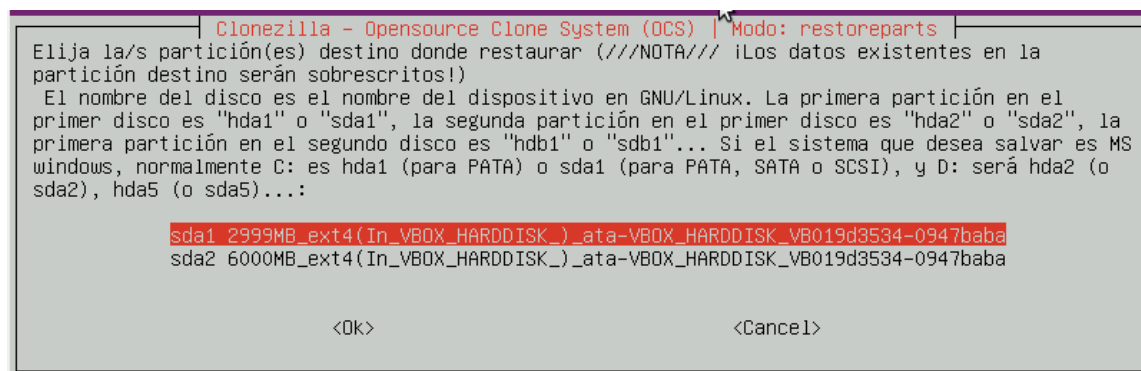 Clonezilla - Opensource Clone System (OCS) | Modo: restoreparts
Elija la/s partición(es) destino donde restaurar (///NOTA/// ¡Los datos existentes en la
partición destino serán sobrescritos!)
El nombre del disco es el nombre del dispositivo en GNU/Linux. La primera partición en el
primer disco es "hda1" o "sda1", la segunda partición en el primer disco es "hda2" o "sda2", la
primera partición en el segundo disco es "hdb1" o "sdb1"... Si el sistema que desea salvar es MS
windows, normalmente C: es hda1 (para PATA) o sda1 (para PATA, SATA o SCSI), y D: será hda2 (o
sda2), hda5 (o sda5)...:
sda1 2999MB_ext4(In_VBOX_HARDDISK_)_ata-VBOX_HARDDISK_VB019d3534-0947baba
sda2 6000MB_ext4(In_VBOX_HARDDISK_)_ata-VBOX_HARDDISK_VB019d3534-0947baba
<Ok> <Cancel>